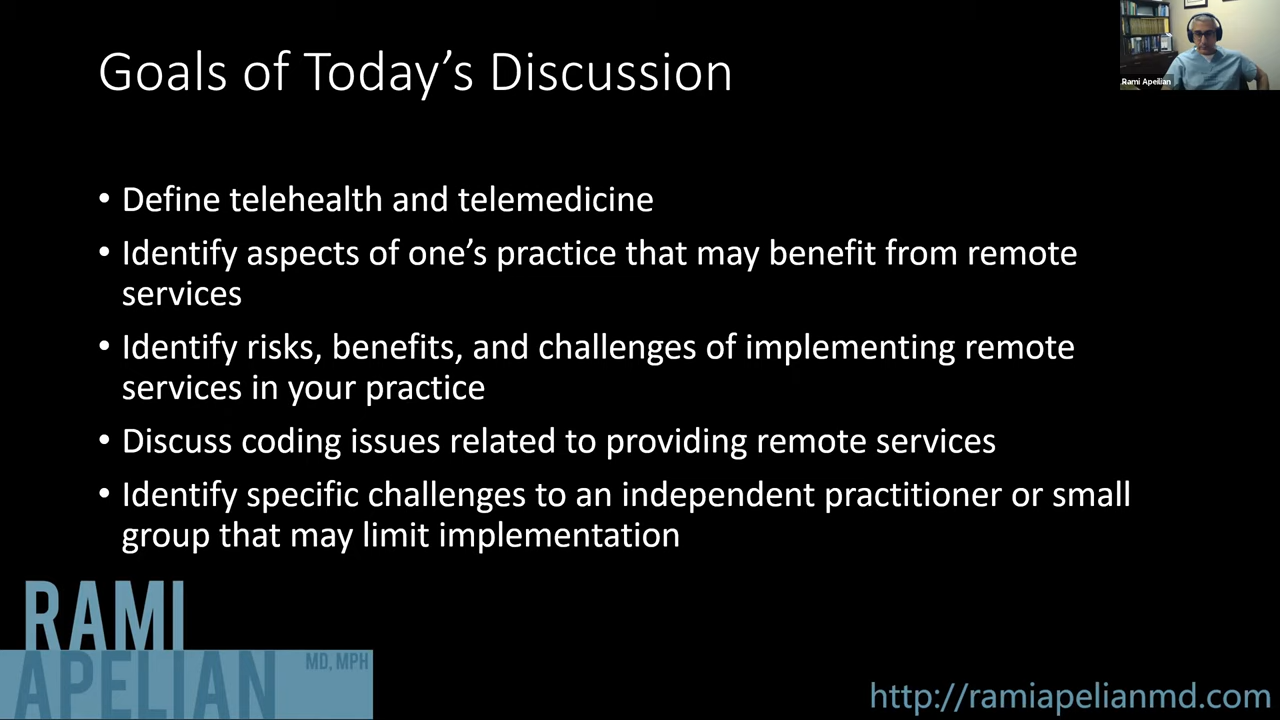 Goals of Today's Discussion
Rami Apelian
• Define telehealth and telemedicine
• Identify aspects of one's practice that may benefit from remote
services
• Identify risks, benefits, and challenges of implementing remote
services in your practice
• Discuss coding issues related to providing remote services
• Identify specific challenges to an independent practitioner or small
group that may limit implementation
RAMI
APELIAN MD, MPH
http://ramiapelianmd.com